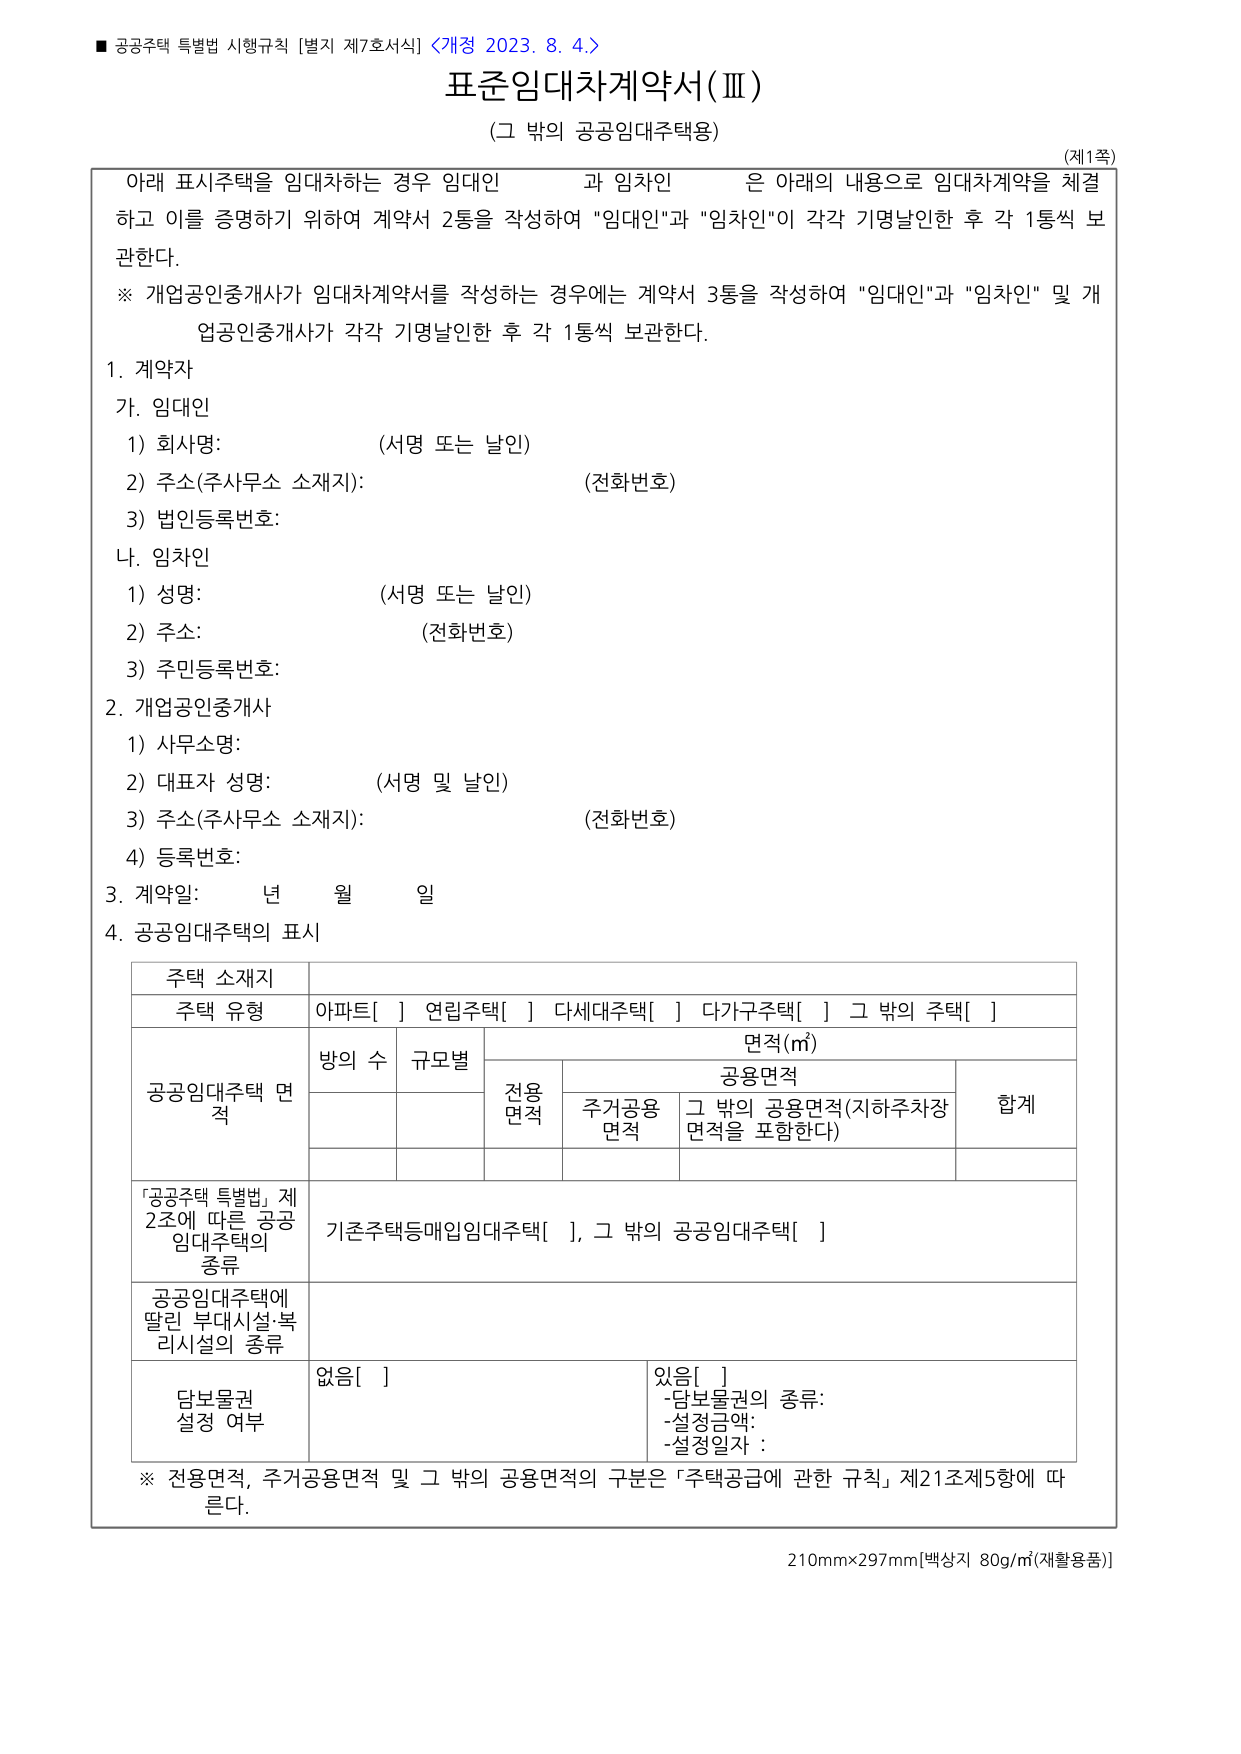 ■ 공공주택 특별법 시행규칙 [별지 제7호서식] <개정 2023. 8. 4.>
표준임대차계약서(Ⅲ)
(그 밖의 공공임대주택용)
(제1쪽)
아래 표시주택을 임대차하는 경우 임대인 과 임차인 은 아래의 내용으로 임대차계약을 체결
하고 이를 증명하기 위하여 계약서 2통을 작성하여 "임대인"과 "임차인"이 각각 기명날인한 후 각 1통씩 보
관한다.
※ 개업공인중개사가 임대차계약서를 작성하는 경우에는 계약서 3통을 작성하여 "임대인"과 "임차인" 및 개
업공인중개사가 각각 기명날인한 후 각 1통씩 보관한다.
1. 계약자
가. 임대인
1) 회사명: (서명 또는 날인)
2) 주소(주사무소 소재지): (전화번호)
3) 법인등록번호:
나. 임차인
1) 성명: (서명 또는 날인)
2) 주소: (전화번호)
3) 주민등록번호:
2. 개업공인중개사
1) 사무소명:
2) 대표자 성명: (서명 및 날인)
3) 주소(주사무소 소재지): (전화번호)
4) 등록번호:
3. 계약일: 년 월 일
4. 공공임대주택의 표시
주택 소재지
주택 유형 아파트[ ] 연립주택[ ] 다세대주택[ ] 다가구주택[ ] 그 밖의 주택[ ]
공공임대주택 면
적
방의 수
규모별
면적(㎡)
전용
면적
공용면적
주거공용
면적
그 밖의 공용면적(지하주차장
면적을 포함한다)
합계
「공공주택 특별법」 제
2조에 따른 공공
임대주택의
종류
기존주택등매입임대주택[ ], 그 밖의 공공임대주택[ ]
공공임대주택에
딸린 부대시설·복
리시설의 종류
담보물권
설정 여부
없음[ ]
있음[ ]
-담보물권의 종류:
-설정금액:
-설정일자 :
※ 전용면적, 주거공용면적 및 그 밖의 공용면적의 구분은 「주택공급에 관한 규칙」 제21조제5항에 따
른다.
210mm×297mm[백상지 80g/㎡(재활용품)]